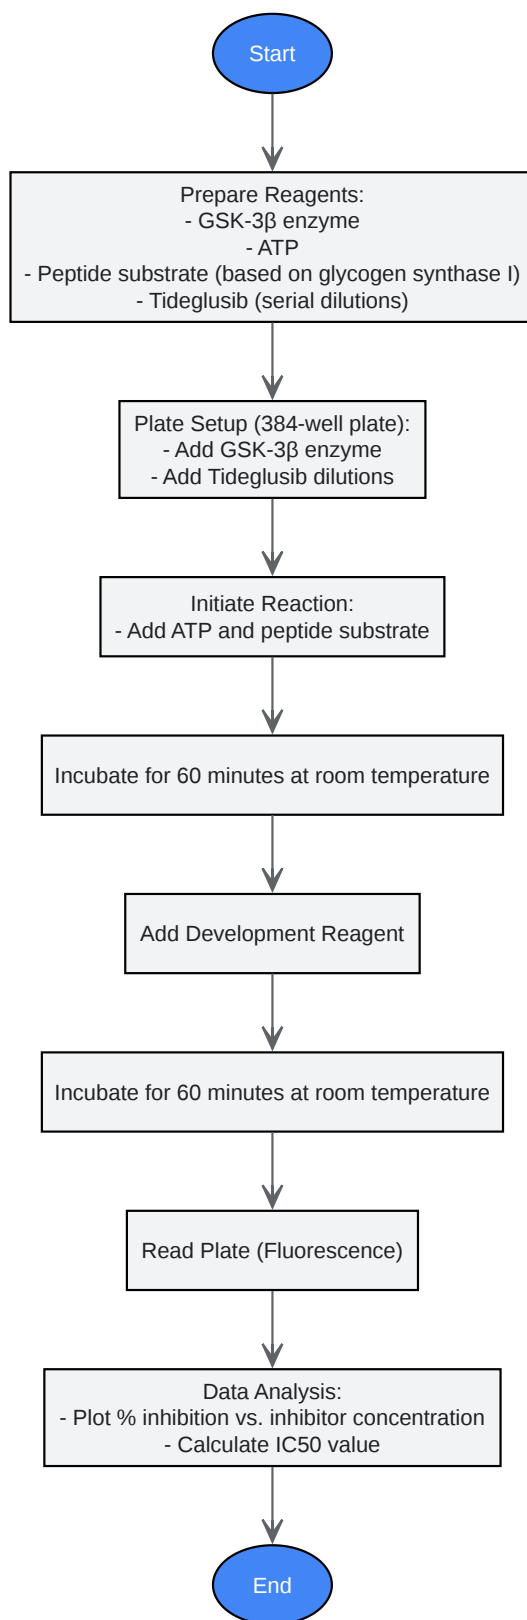 Start
Prepare Reagents:
- GSK-3β enzyme
- ATP
- Peptide substrate (based on glycogen synthase I)
- Tideglusib (serial dilutions)
Plate Setup (384-well plate):
- Add GSK-3β enzyme
- Add Tideglusib dilutions
Initiate Reaction:
- Add ATP and peptide substrate
Incubate for 60 minutes at room temperature
Add Development Reagent
Incubate for 60 minutes at room temperature
Read Plate (Fluorescence)
Data Analysis:
- Plot % inhibition vs. inhibitor concentration
- Calculate IC50 value
End